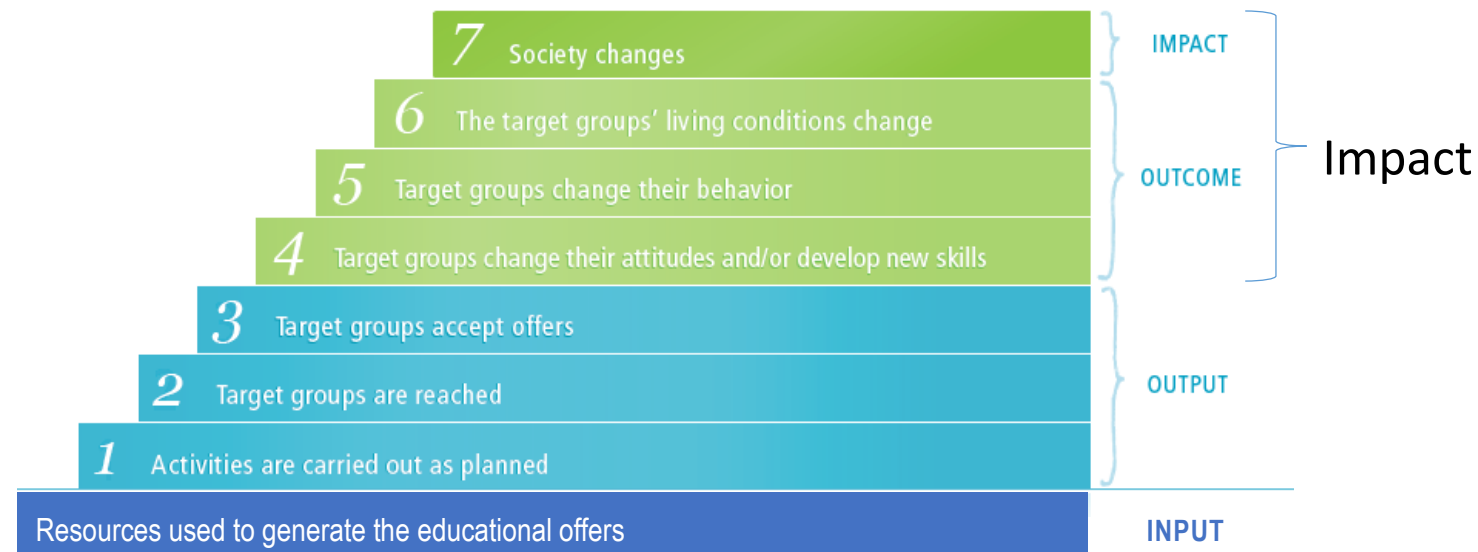 7 Society changes
IMPACT
6 The target groups' living conditions change
Impact
5 Target groups change their behavior
OUTCOME
4 Target groups change their attitudes and/or develop new skills
3 Target groups accept offers
2 Target groups are reached
OUTPUT
1 Activities are carried out as planned
Resources used to generate the educational offers
INPUT